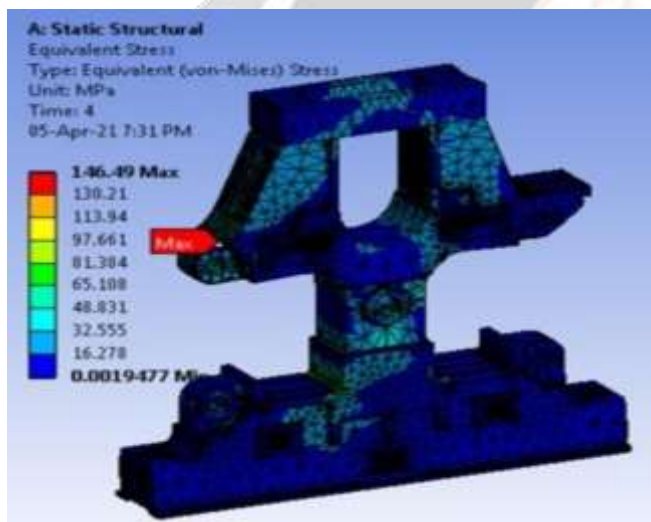 A: Static Structural
Equivalent Stress
Type: Equivalent (von-Mises) Stress
Unit: MPa
Time: 4
05-Apr-21 7:31 PM
146.49 Max
130.21
113.94
97.661
81.384
65.108
48.831
32.555
16.278
0.0019477 Mi
Max